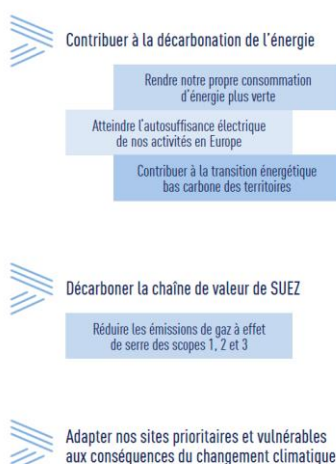 Contribuer à la décarbonation de l'énergie
Rendre notre propre consommation
d'énergie plus verte
Atteindre l'autosuffisance électrique
de nos activités en Europe
Contribuer à la transition énergétique
bas carbone des territoires
Décarboner la chaîne de valeur de SUEZ
Réduire les émissions de gaz à effet
de serre des scopes 1, 2 et 3
Adapter nos sites prioritaires et vulnérables
aux conséquences du changement climatique